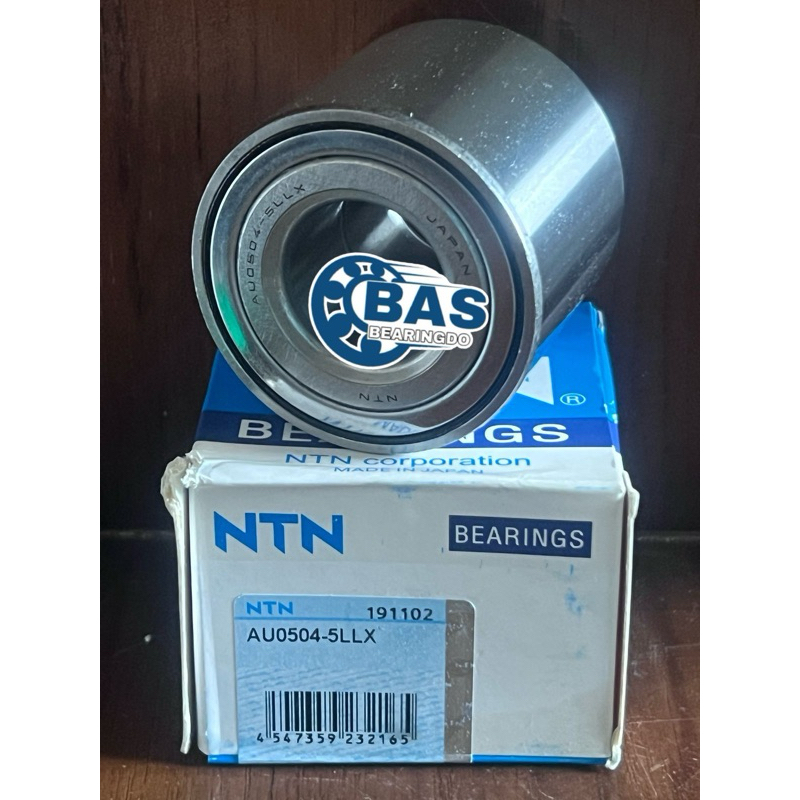 AU0504-5LLX
JAPAN
NTN
BAS
BEARINGDO
®
NTN corporation
MADE IN JAPAN
NTN
BEARINGS
NTN 191102
AU0504-5LLX
4 547359 232165